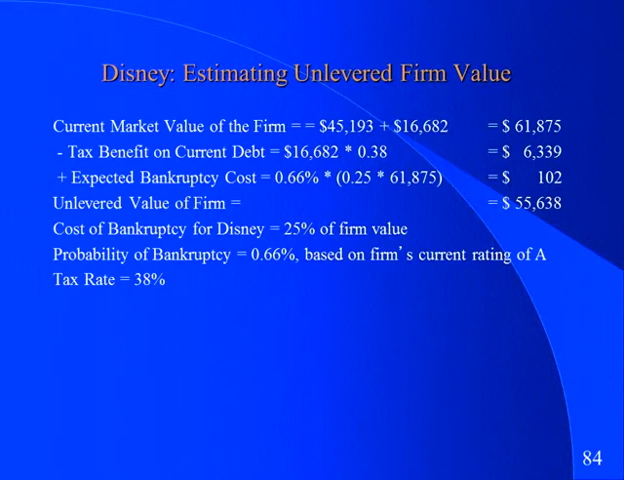 Disney: Estimating Unlevered Firm Value
Current Market Value of the Firm = = $45,193 + $16,682 = $ 61,875
- Tax Benefit on Current Debt = $16,682 * 0.38 = $ 6,339
+ Expected Bankruptcy Cost = 0.66% * (0.25 * 61,875) = $ 102
Unlevered Value of Firm = = $ 55,638
Cost of Bankruptcy for Disney = 25% of firm value
Probability of Bankruptcy = 0.66%, based on firm’s current rating of A
Tax Rate = 38%
84